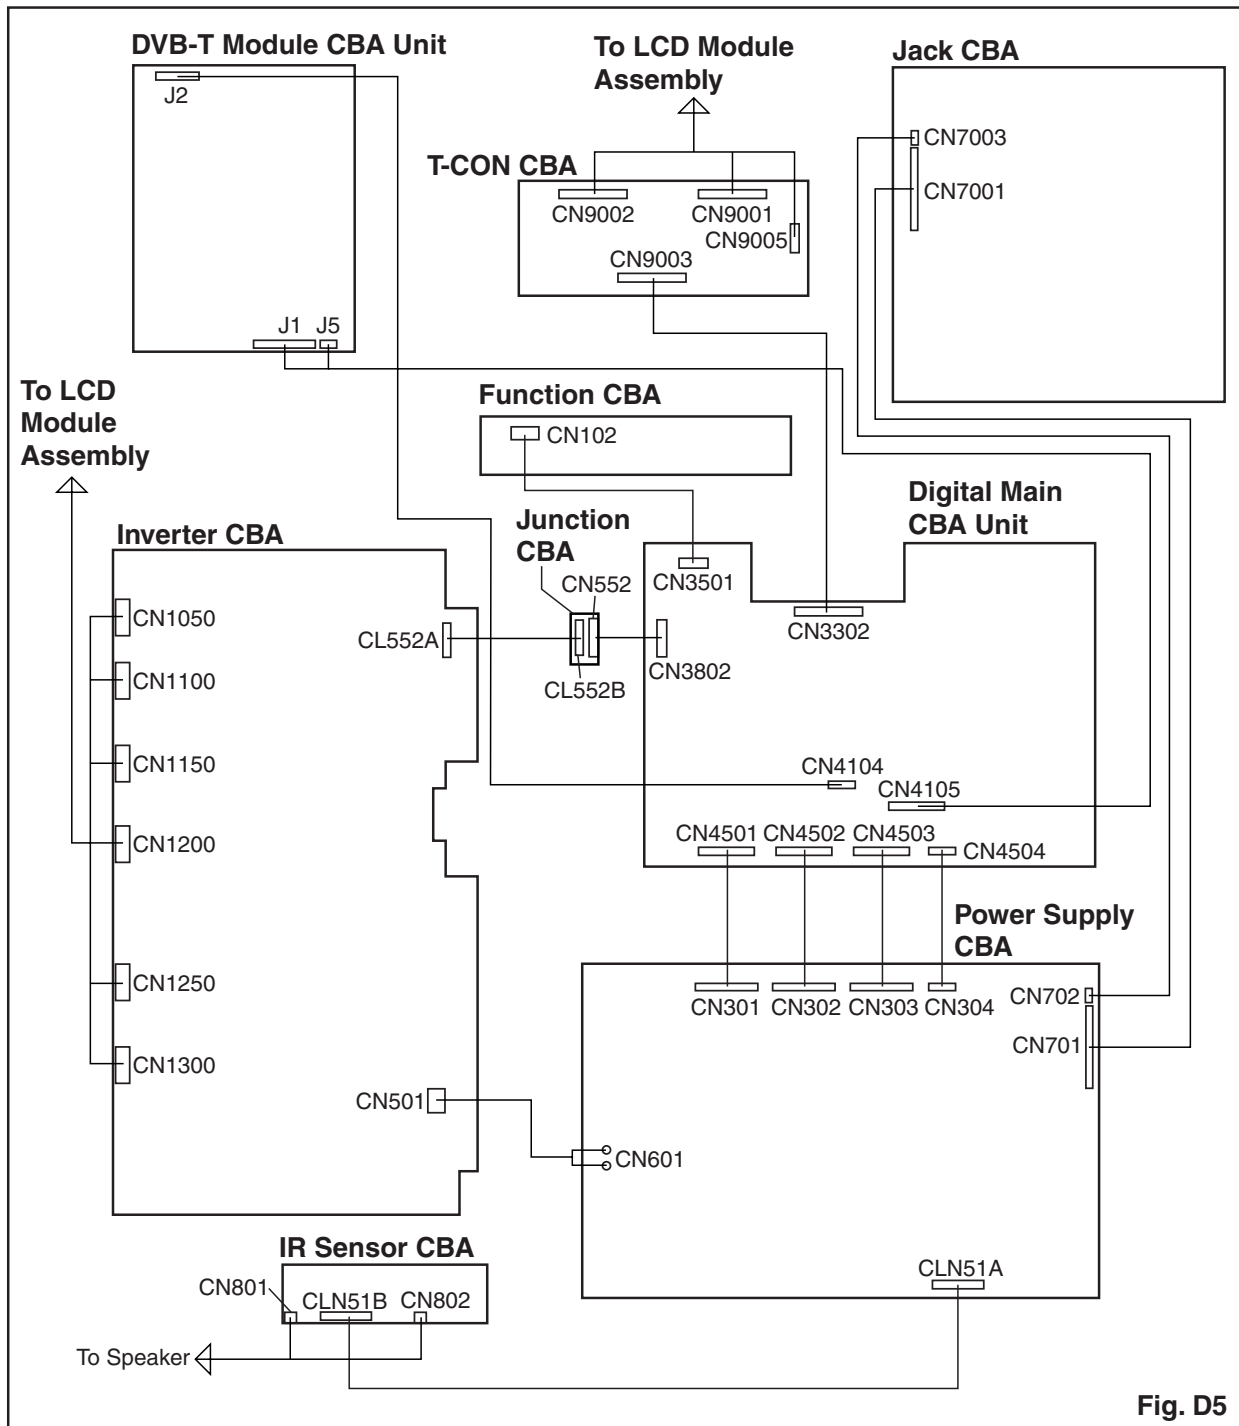 DVB-T Module CBA Unit
J2
J1
J5
To LCD Module
Assembly
T-CON CBA
CN9002
CN9001
CN9005
CN9003
Jack CBA
CN7003
CN7001
To LCD
Module
Assembly
Function CBA
CN102
Inverter CBA
CN1050
CN1100
CN1150
CN1200
CN1250
CN1300
CL552A
CN501
Junction
CBA
CN552
CL552B
Digital Main
CBA Unit
CN3501
CN3302
CN3802
CN4104
CN4105
CN4501
CN4502
CN4503
CN4504
Power Supply
CBA
CN301
CN302
CN303
CN304
CN702
CN701
CN601
CLN51A
IR Sensor CBA
CN801
CLN51B
CN802
To Speaker
Fig. D5